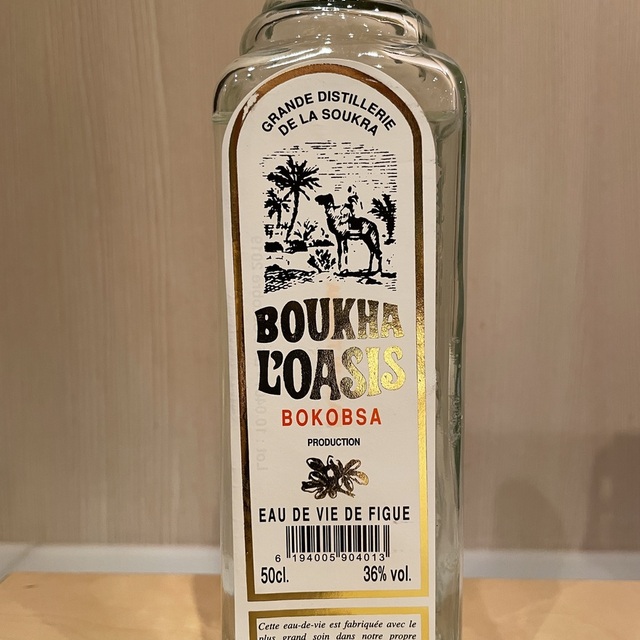 GRANDE DISTILLERIE
DE LA SOUKRA
BOUKHA
L'OASIS
BOKOBSA
PRODUCTION
EAU DE VIE DE FIGUE
6 194005 904013
50cl. 36% vol.
Cette eau-de-vie est fabriquée avec le
plus grand soin dans notre propre